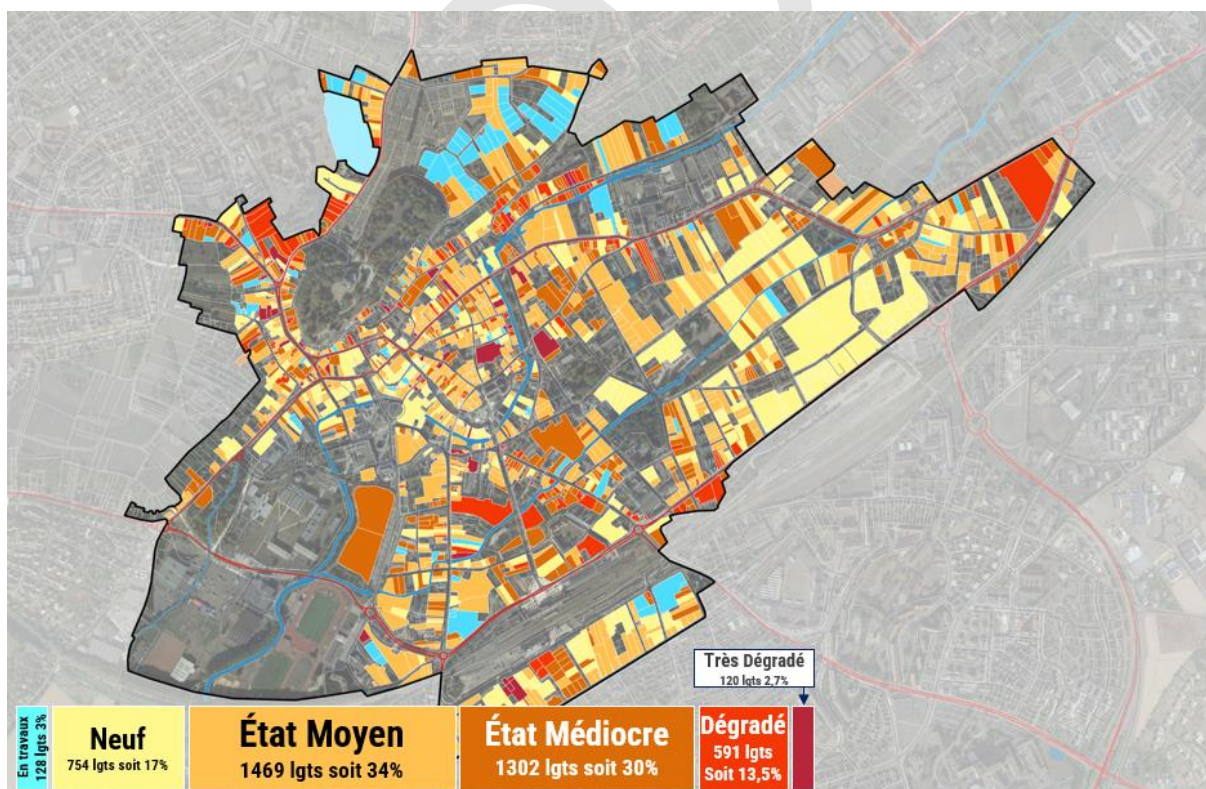 Très Dégradé
120 lgts 2,7%
En travaux
128 lgts 3%
Neuf
754 lgts soit 17%
État Moyen
1469 lgts soit 34%
État Médiocre
1302 lgts soit 30%
Dégradé
591 lgts
Soit 13,5%